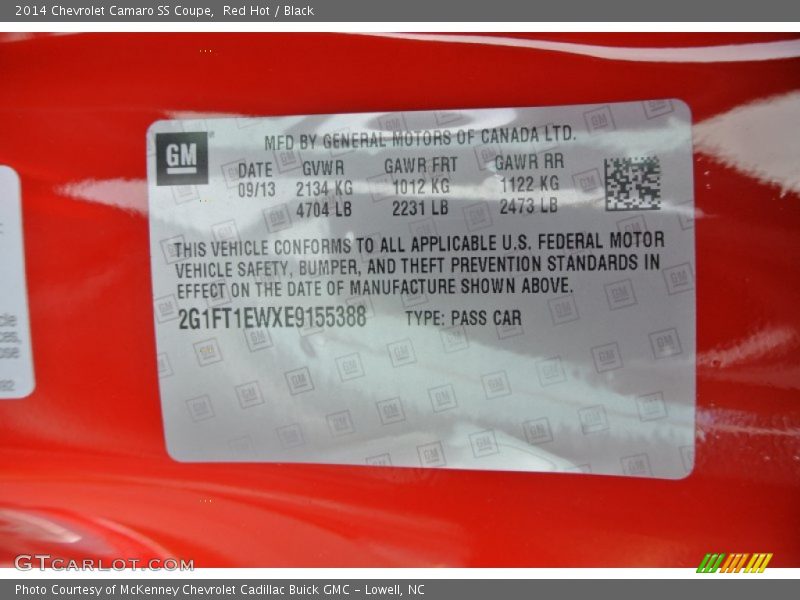 2014 Chevrolet Camaro SS Coupe, Red Hot / Black
GM
MFD BY GENERAL MOTORS OF CANADA LTD.
DATE GVWR GAWR FRT GAWR RR
09/13 2134 KG 1012 KG 1122 KG
4704 LB 2231 LB 2473 LB
THIS VEHICLE CONFORMS TO ALL APPLICABLE U.S. FEDERAL MOTOR
VEHICLE SAFETY, BUMPER, AND THEFT PREVENTION STANDARDS IN
EFFECT ON THE DATE OF MANUFACTURE SHOWN ABOVE.
2G1FT1EWXE9155388 TYPE: PASS CAR
GTCARLOT.COM
Photo Courtesy of McKenney Chevrolet Cadillac Buick GMC - Lowell, NC